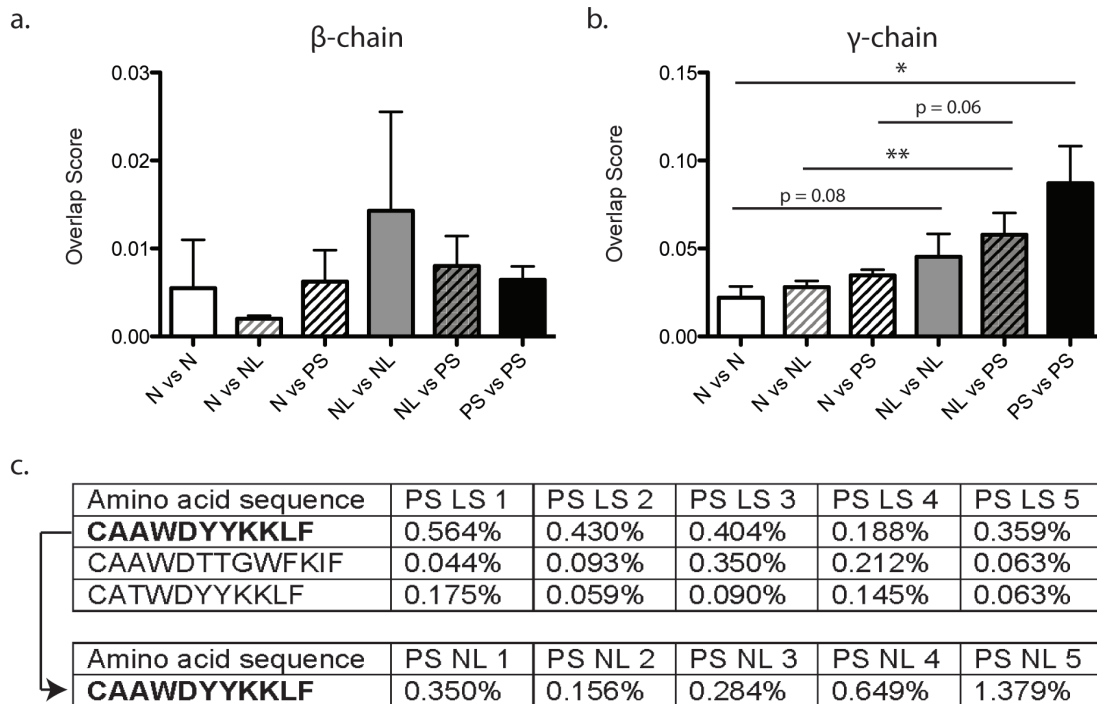 a.
β-chain
Overlap Score
0.03
0.02
0.01
0.00
N vs N
N vs NL
N vs PS
NL vs NL
NL vs PS
PS vs PS
b.
γ-chain
Overlap Score
0.15
0.10
0.05
0.00
*
p = 0.06
**
p = 0.08
N vs N
N vs NL
N vs PS
NL vs NL
NL vs PS
PS vs PS
c.
Amino acid sequence PS LS 1 PS LS 2 PS LS 3 PS LS 4 PS LS 5
CAAWDYYKKLF 0.564% 0.430% 0.404% 0.188% 0.359%
CAAWDTTGWFKIF 0.044% 0.093% 0.350% 0.212% 0.063%
CATWDYYKKLF 0.175% 0.059% 0.090% 0.145% 0.063%
Amino acid sequence PS NL 1 PS NL 2 PS NL 3 PS NL 4 PS NL 5
CAAWDYYKKLF 0.350% 0.156% 0.284% 0.649% 1.379%